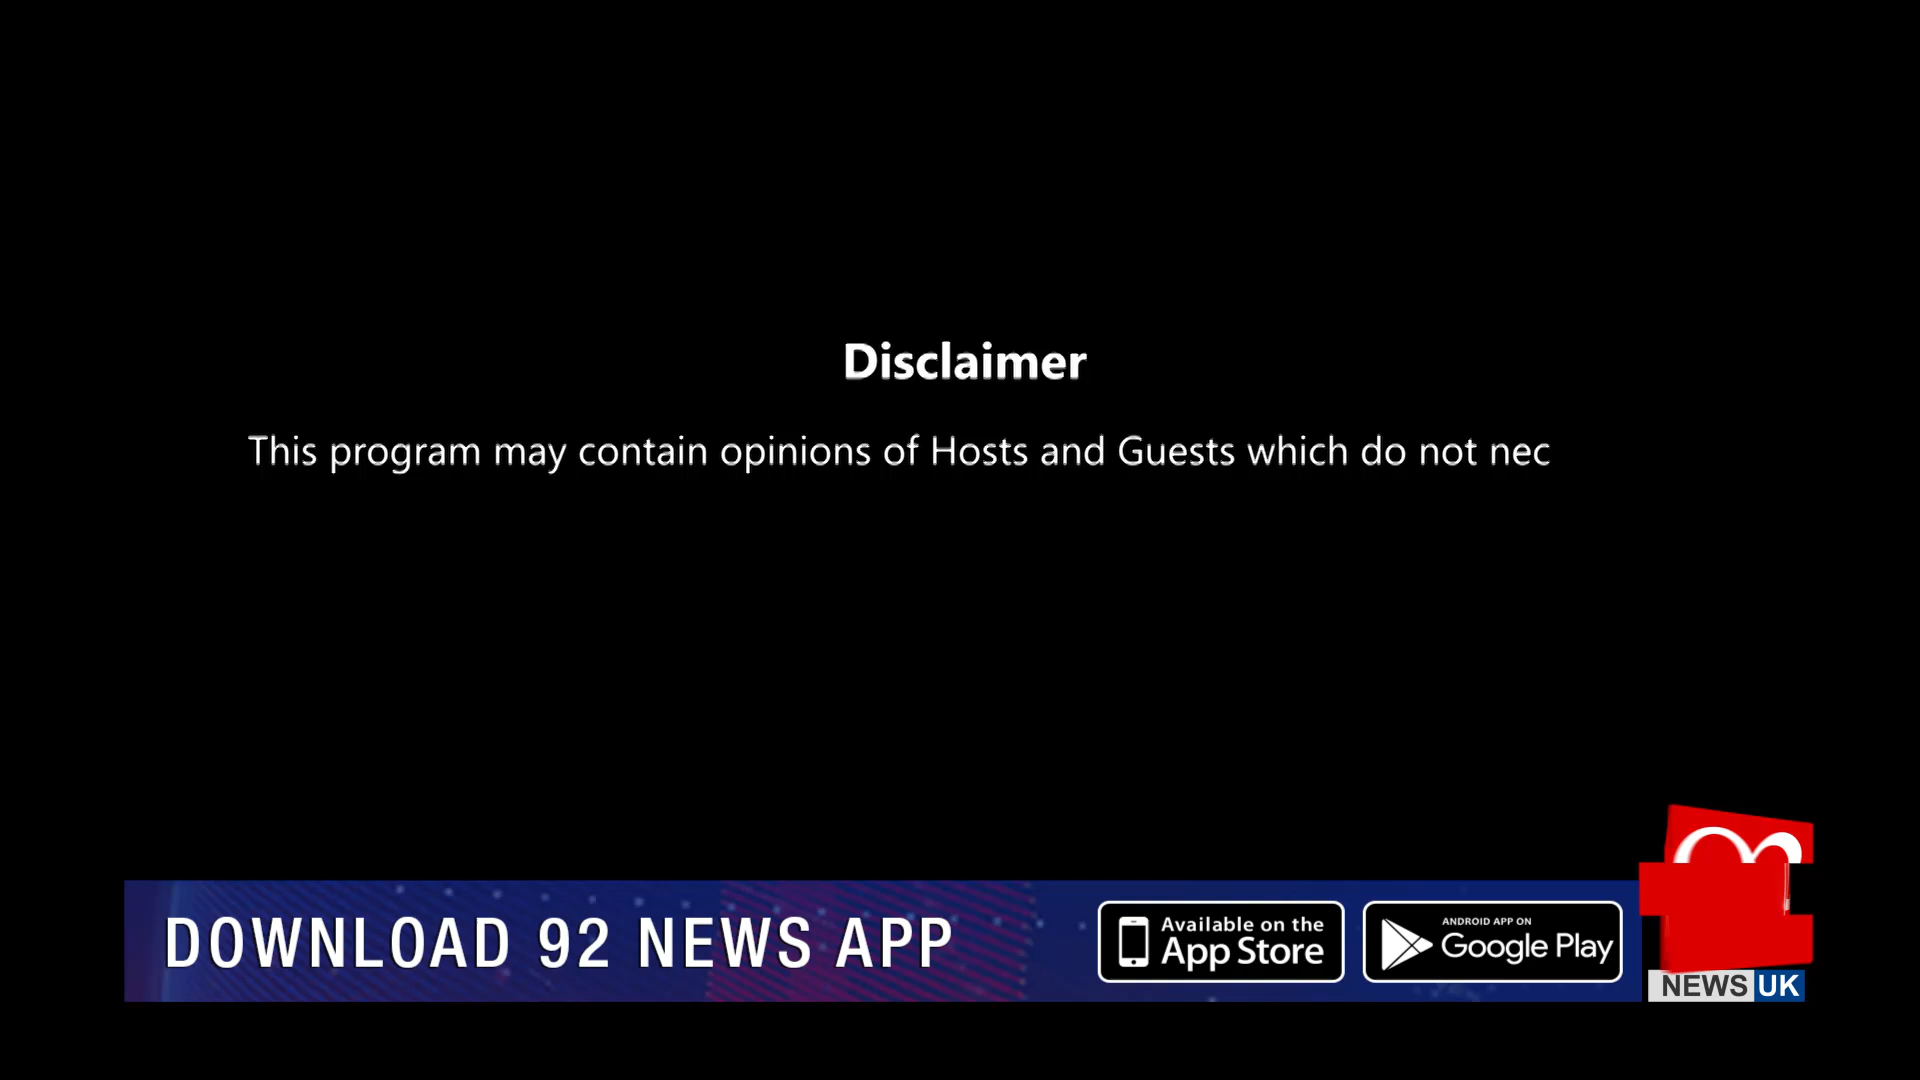 Disclaimer
This program may contain opinions of Hosts and Guests which do not nec
DOWNLOAD 92 NEWS APP
Available on the
App Store
ANDROID APP ON
Google Play
NEWS UK